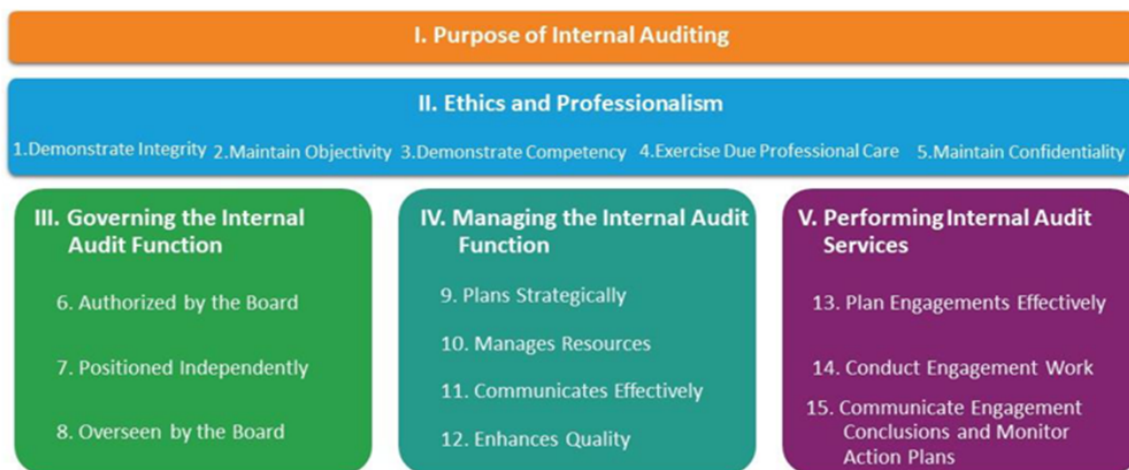 I. Purpose of Internal Auditing
II. Ethics and Professionalism
1.Demonstrate Integrity 2.Maintain Objectivity 3.Demonstrate Competency 4.Exercise Due Professional Care 5.Maintain Confidentiality
III. Governing the Internal
Audit Function
6. Authorized by the Board
7. Positioned Independently
8. Overseen by the Board
IV. Managing the Internal Audit
Function
9. Plans Strategically
10. Manages Resources
11. Communicates Effectively
12. Enhances Quality
V. Performing Internal Audit
Services
13. Plan Engagements Effectively
14. Conduct Engagement Work
15. Communicate Engagement
Conclusions and Monitor
Action Plans